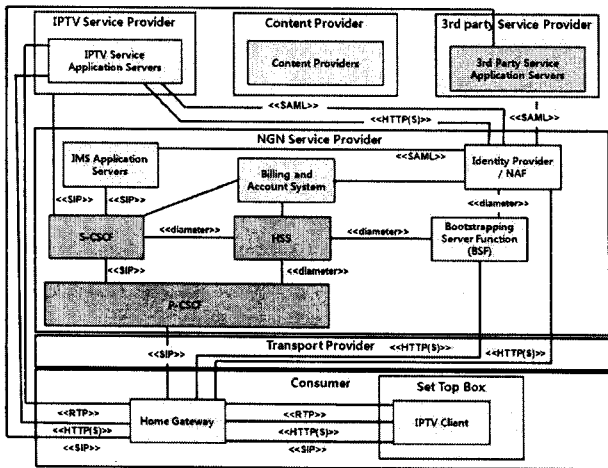 IPTV Service Provider
Content Provider
3rd party Service Provider
IPTV Service
Application Servers
Content Providers
3rd Party Service
Application Servers
<<SAML>>
<<HTTP(S)>>
<<SAML>>
NGN Service Provider
IMS Application
Servers
<<SAML>>
Identity Provider
/ NAF
Billing and
Account System
<<SIP>>
<<SIP>>
<<diameter>>
S-CSCF
<<diameter>>
HSS
<<diameter>>
Bootstrapping
Server Function
(BSF)
<<SIP>>
<<diameter>>
P-CSCF
<<SIP>>
Transport Provider
<<HTTP(S)>>
<<HTTP(S)>>
Consumer
Set Top Box
<<RTP>>
<<HTTP(S)>>
<<SIP>>
Home Gateway
<<RTP>>
<<HTTP(S)>>
<<SIP>>
IPTV Client